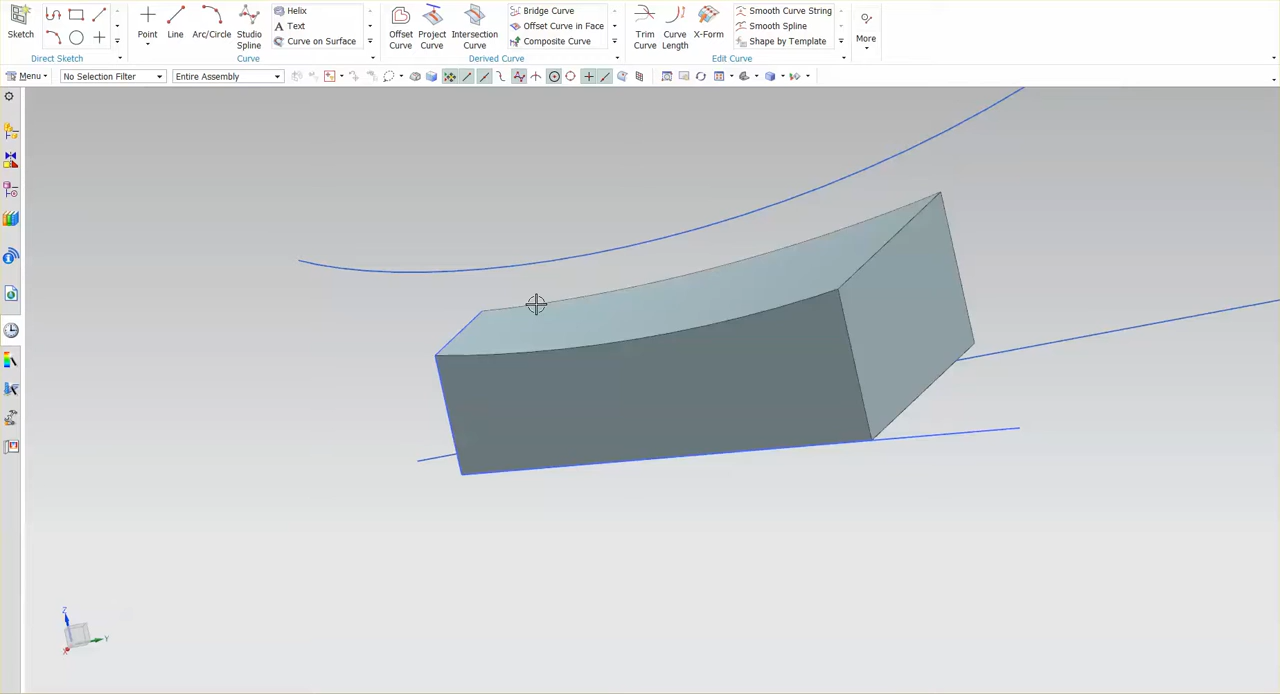 Sketch
Direct Sketch
Point
Line
Arc/Circle
Studio Spline
Helix
Text
Curve on Surface
Curve
Offset Curve
Project Curve
Intersection Curve
Bridge Curve
Offset Curve in Face
Composite Curve
Derived Curve
Trim Curve
Curve Length
X-Form
Smooth Curve String
Smooth Spline
Shape by Template
Edit Curve
More
Menu
No Selection Filter
Entire Assembly
Z
Y
X